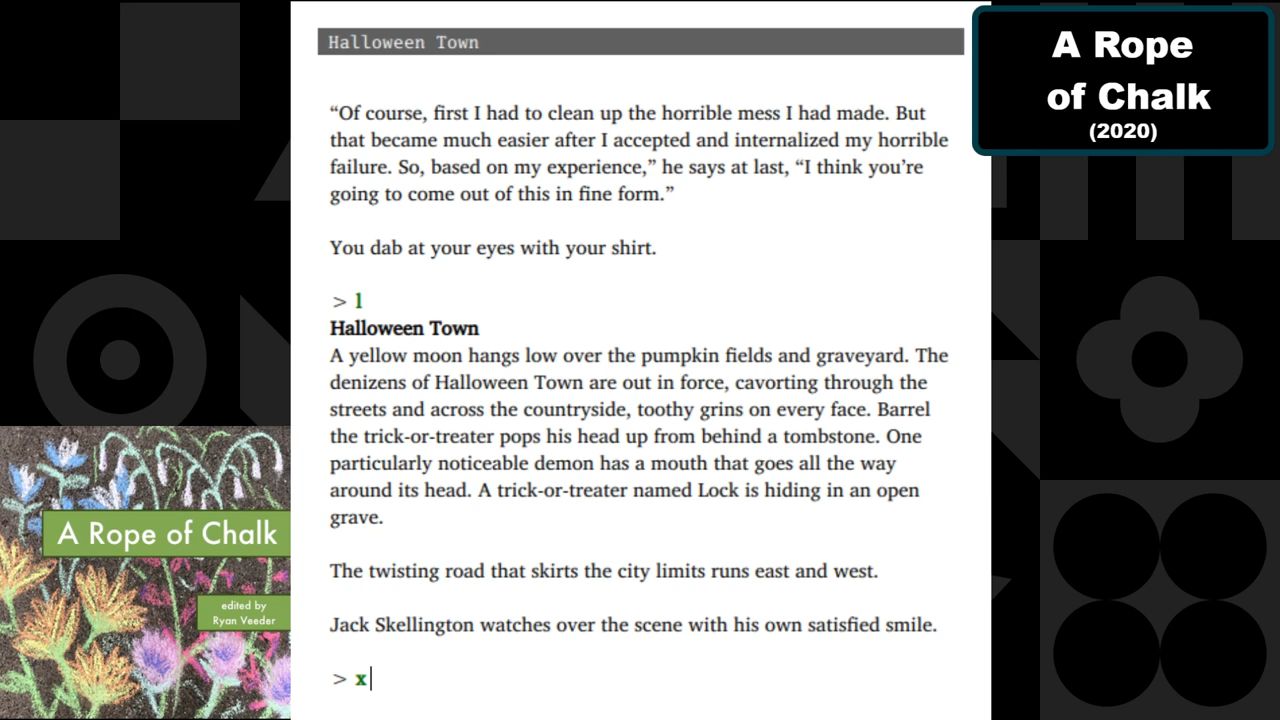 Halloween Town
“Of course, first I had to clean up the horrible mess I had made. But
that became much easier after I accepted and internalized my horrible
failure. So, based on my experience,” he says at last, “I think you’re
going to come out of this in fine form.”
You dab at your eyes with your shirt.
> l
Halloween Town
A yellow moon hangs low over the pumpkin fields and graveyard. The
denizens of Halloween Town are out in force, cavorting through the
streets and across the countryside, toothy grins on every face. Barrel
the trick-or-treater pops his head up from behind a tombstone. One
particularly noticeable demon has a mouth that goes all the way
around its head. A trick-or-treater named Lock is hiding in an open
grave.
The twisting road that skirts the city limits runs east and west.
Jack Skellington watches over the scene with his own satisfied smile.
> x
A Rope
of Chalk
(2020)
A Rope of Chalk
edited by
Ryan Veeder